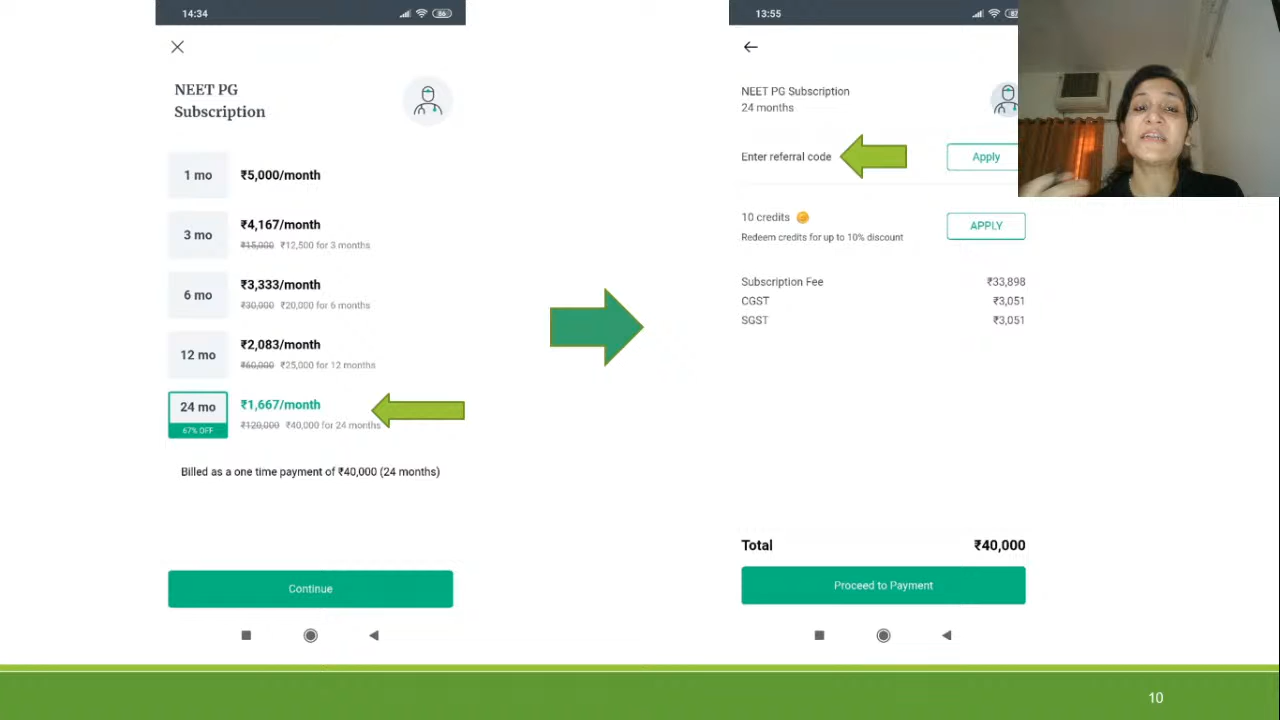 14:34
86
NEET PG
Subscription
1 mo
₹5,000/month
3 mo
₹4,167/month
₹15,000 ₹12,500 for 3 months
6 mo
₹3,333/month
₹30,000 ₹20,000 for 6 months
12 mo
₹2,083/month
₹60,000 ₹25,000 for 12 months
24 mo
67% OFF
₹1,667/month
₹120,000 ₹40,000 for 24 months
Billed as a one time payment of ₹40,000 (24 months)
Continue
13:55
NEET PG Subscription
24 months
Enter referral code
Apply
10 credits
Redeem credits for up to 10% discount
APPLY
Subscription Fee ₹33,898
CGST ₹3,051
SGST ₹3,051
Total ₹40,000
Proceed to Payment
10